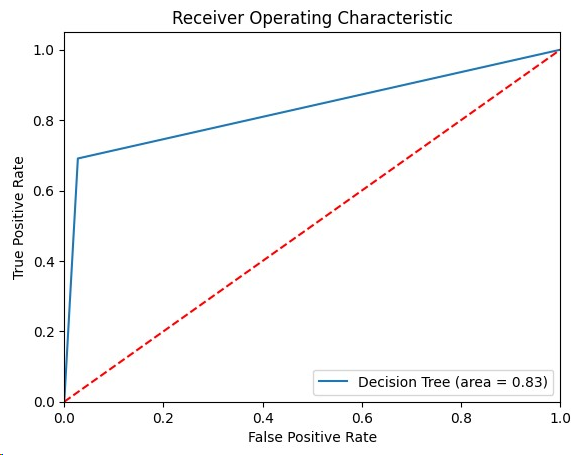 Receiver Operating Characteristic
1.0
0.8
0.6
0.4
0.2
0.0
True Positive Rate
Decision Tree (area = 0.83)
0.0 0.2 0.4 0.6 0.8 1.0
False Positive Rate